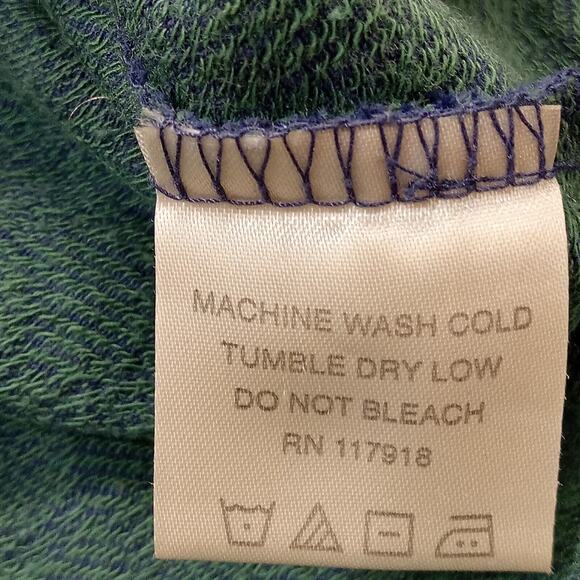 MACHINE WASH COLD
TUMBLE DRY LOW
DO NOT BLEACH
RN 117918